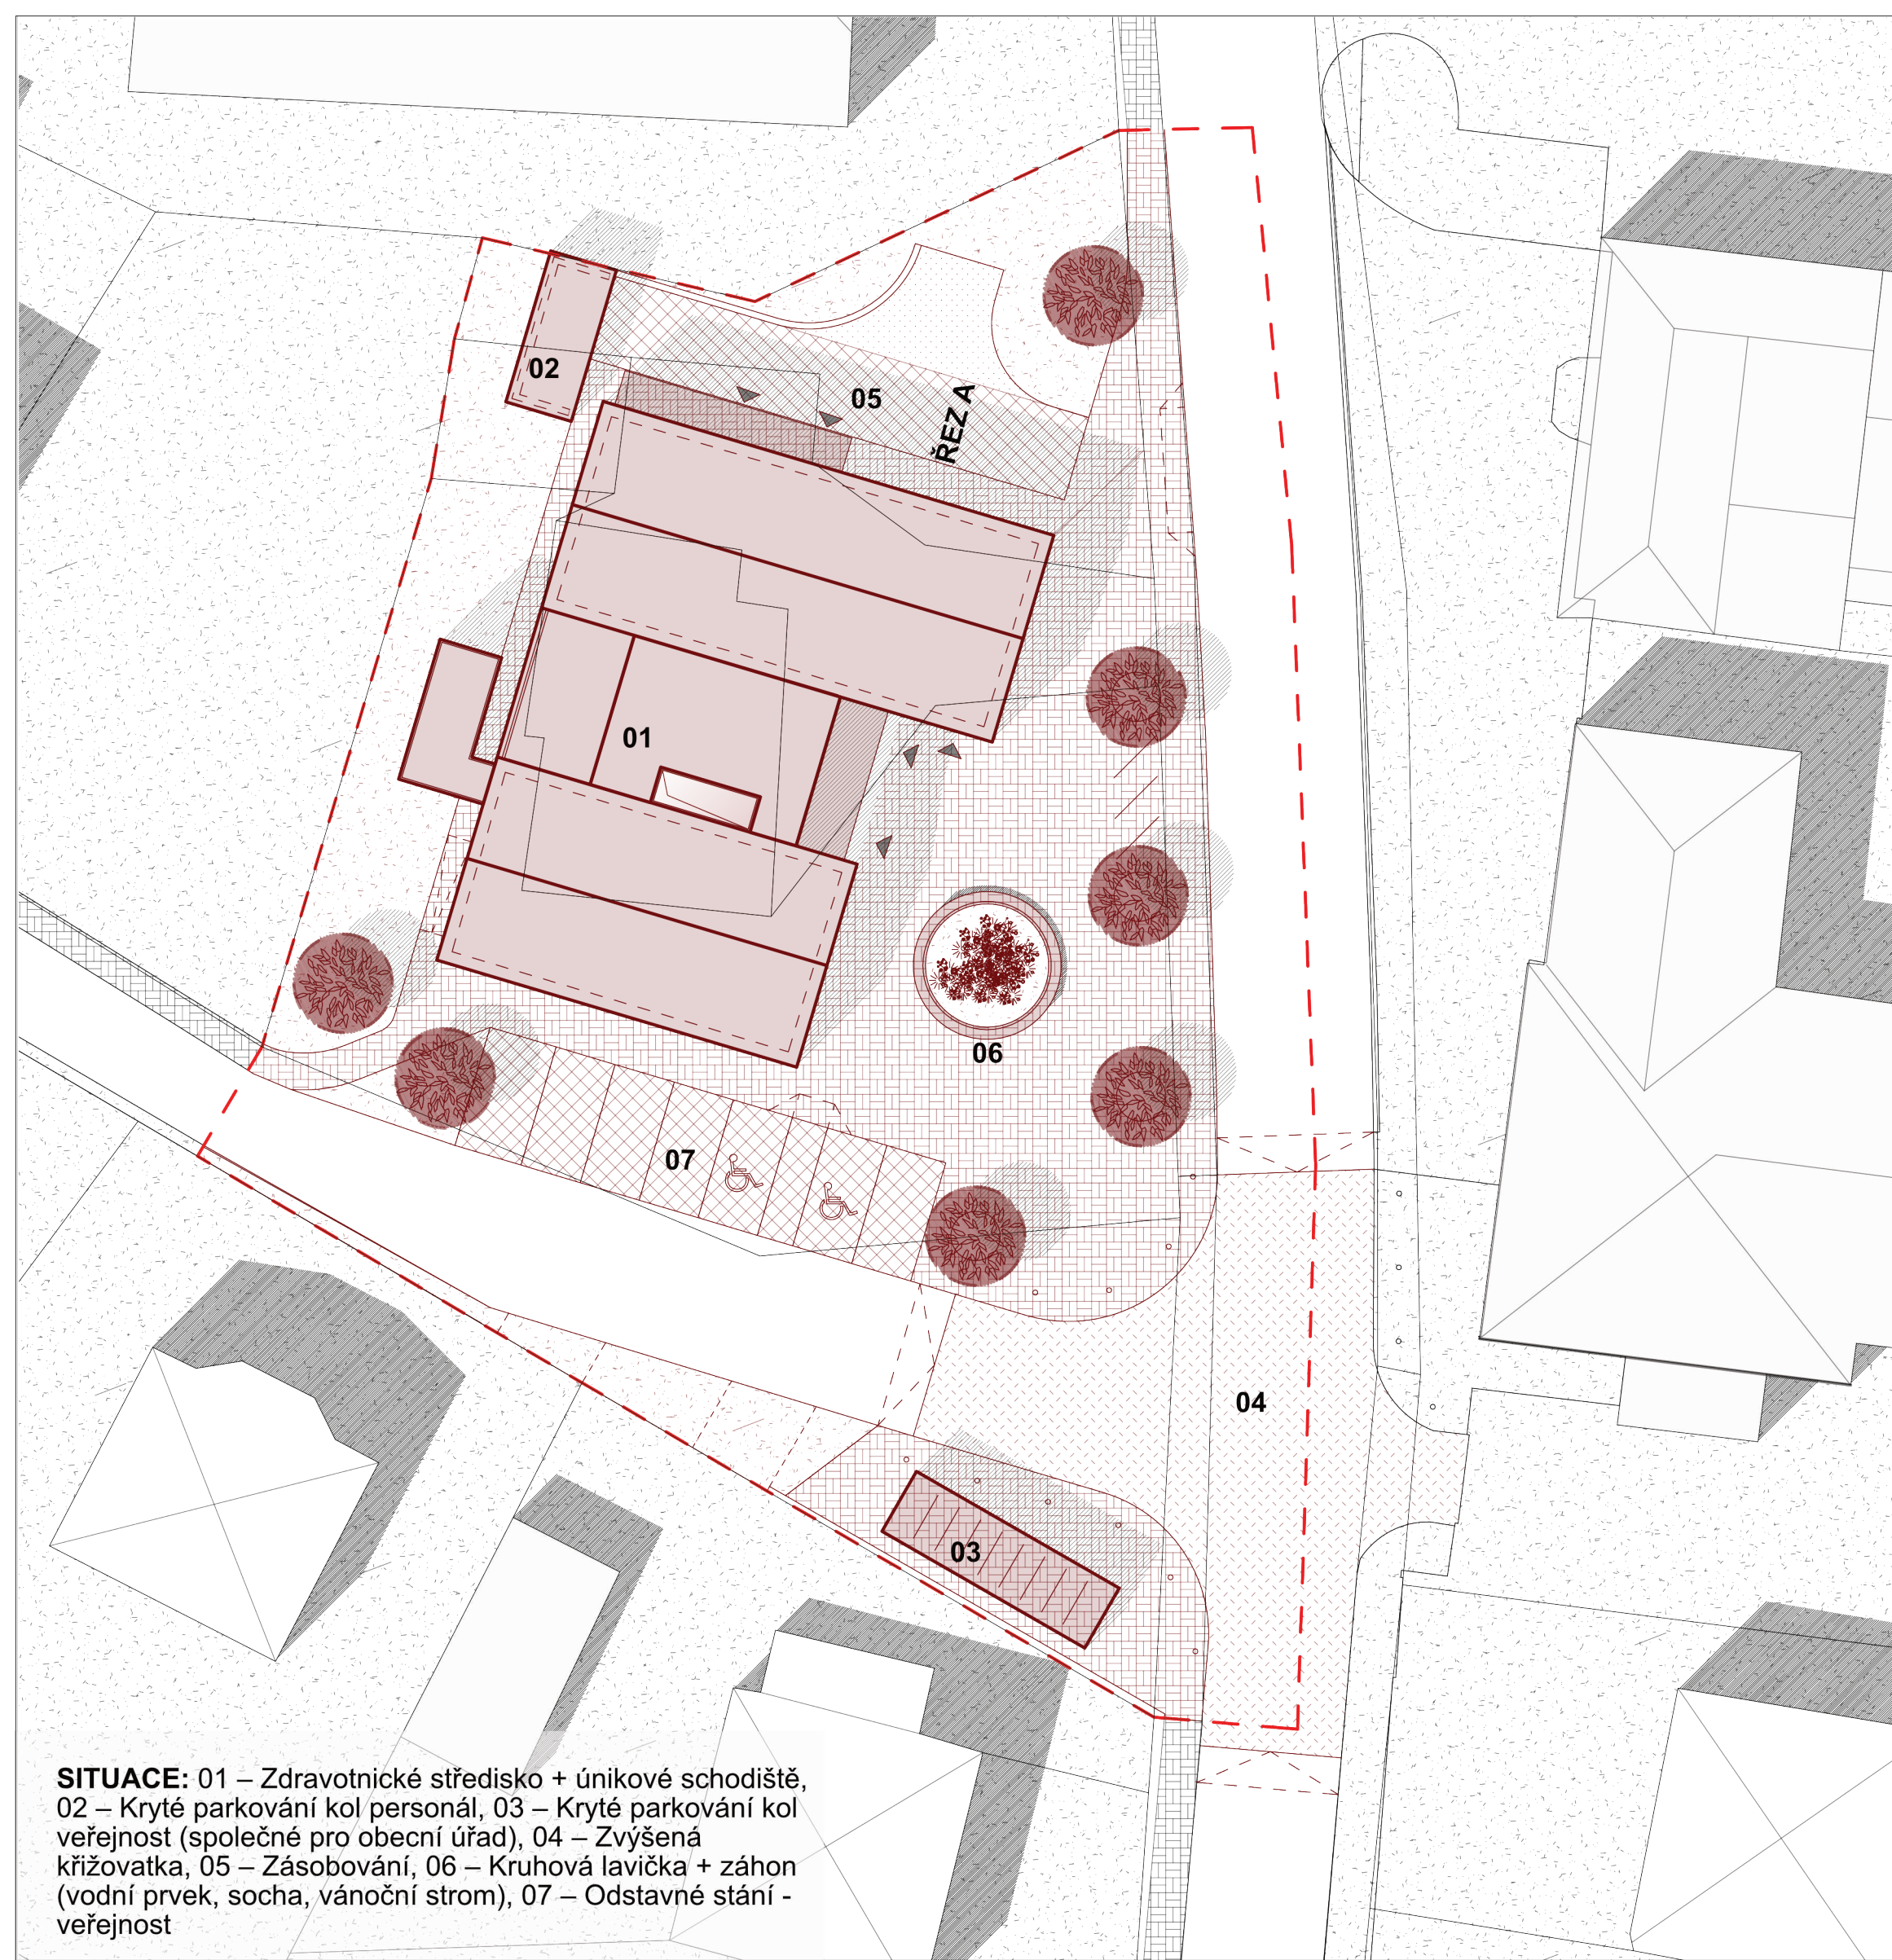 02
05
ŘEZ A
01
06
07
04
03
SITUACE: 01 – Zdravotnické středisko + únikové schodiště,
02 – Kryté parkování kol personál, 03 – Kryté parkování kol
veřejnost (společné pro obecní úřad), 04 – Zvýšená
křižovatka, 05 – Zásobování, 06 – Kruhová lavička + záhon
(vodní prvek, socha, vánoční strom), 07 – Odstavné stání -
veřejnost